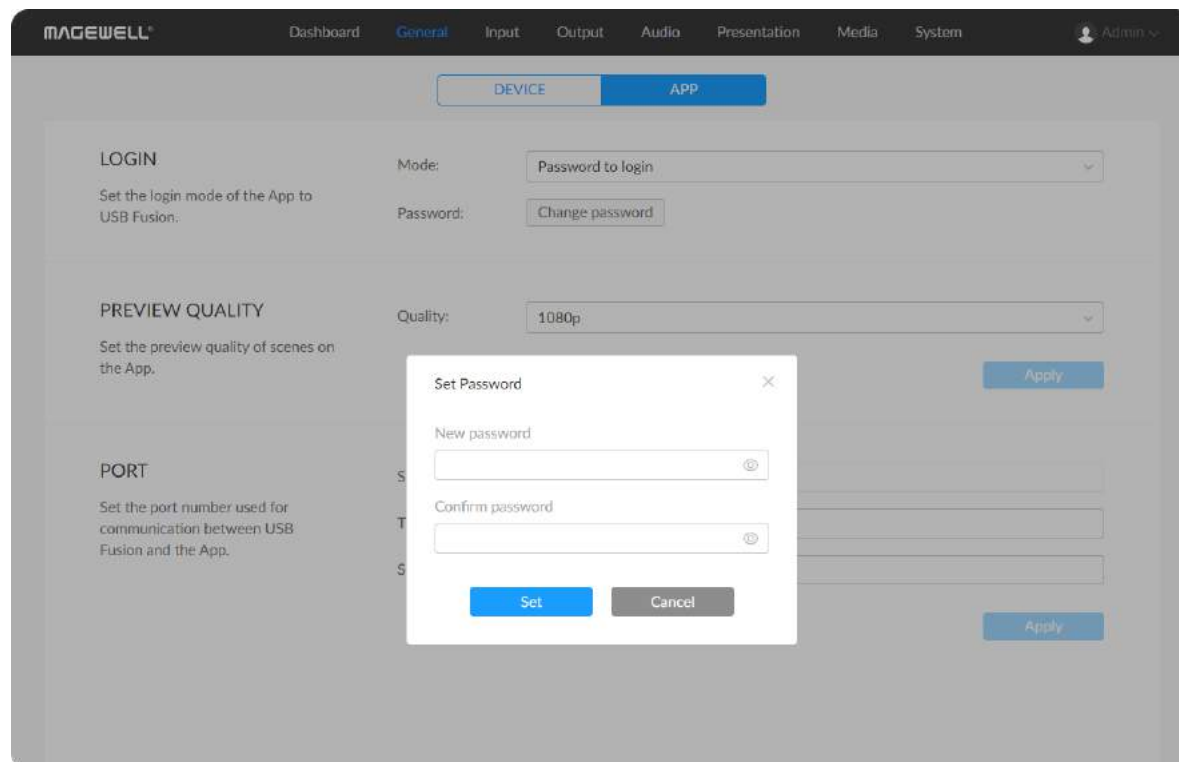 MAGEWELL®
Dashboard General Input Output Audio Presentation Media System Admin
DEVICE APP
LOGIN
Set the login mode of the App to
USB Fusion.
Mode: Password to login
Password: Change password
PREVIEW QUALITY
Set the preview quality of scenes on
the App.
Quality: 1080p
Apply
PORT
Set the port number used for
communication between USB
Fusion and the App.
S
T
S
Apply
Set Password
New password
Confirm password
Set Cancel